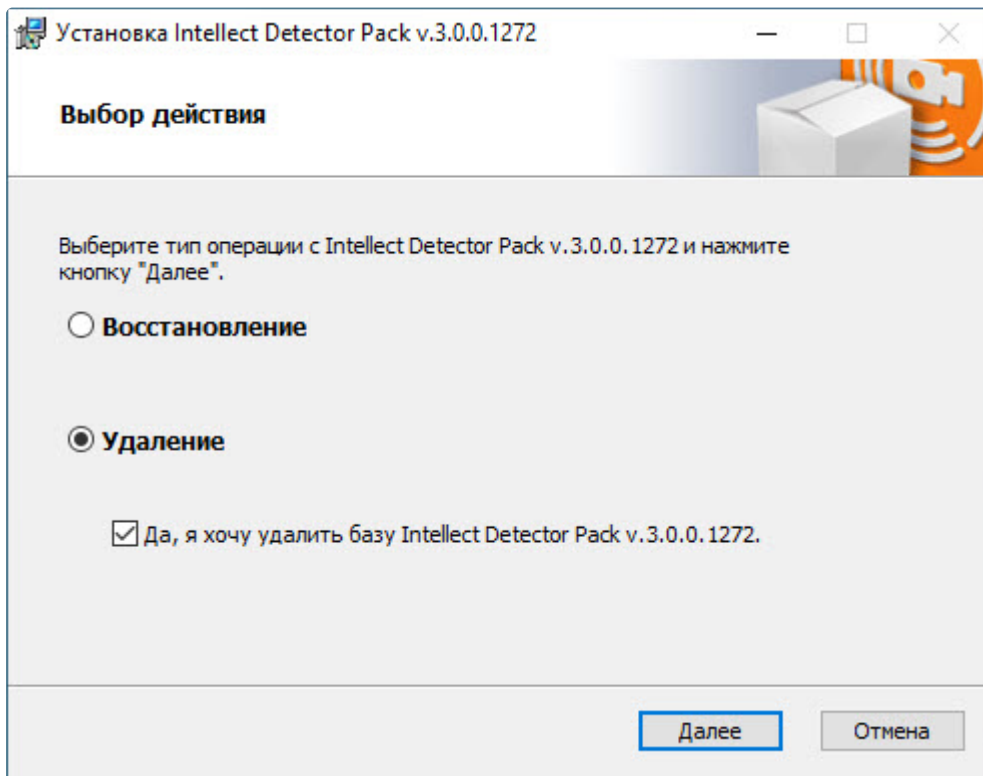 Установка Intellect Detector Pack v.3.0.0.1272
Выбор действия
Выберите тип операции с Intellect Detector Pack v.3.0.0.1272 и нажмите
кнопку "Далее".
Восстановление
Удаление
Да, я хочу удалить базу Intellect Detector Pack v.3.0.0.1272.
Далее
Отмена